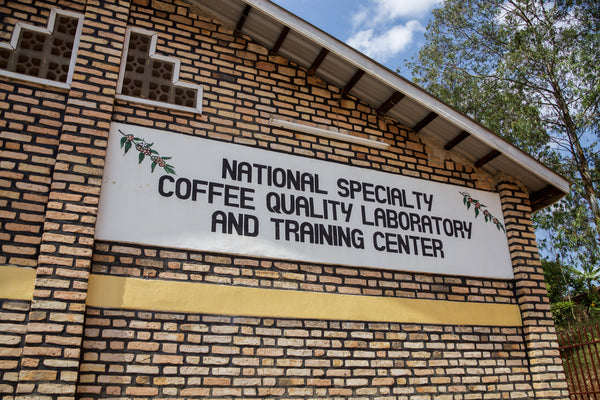 NATIONAL SPECIALTY
COFFEE QUALITY LABORATORY
AND TRAINING CENTER